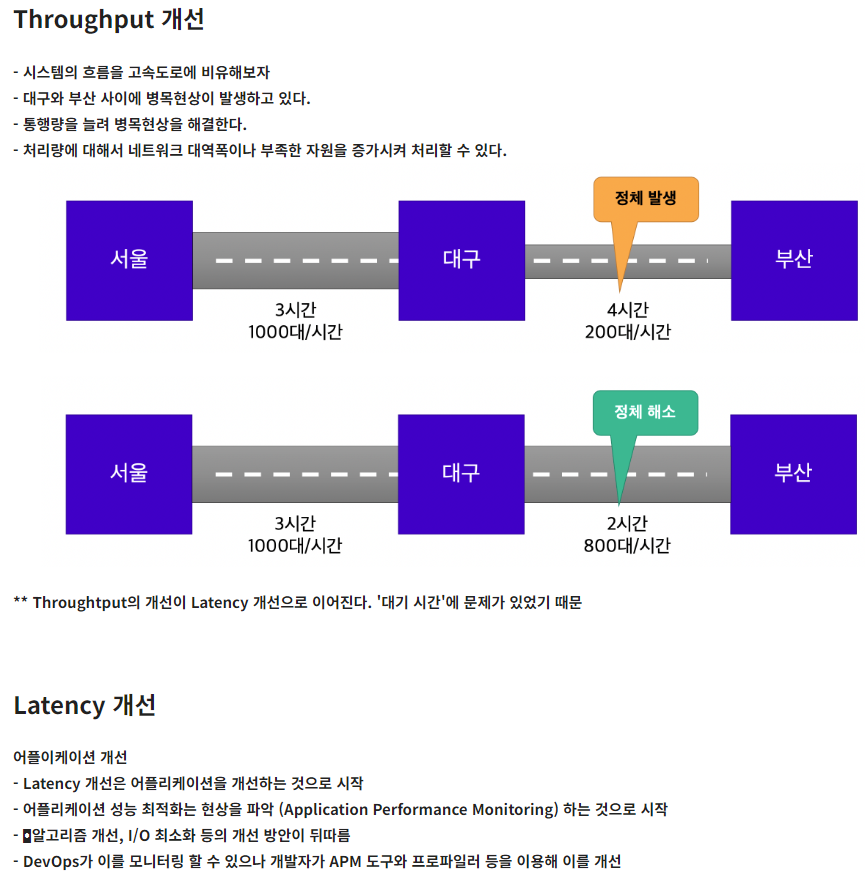 Throughput 개선
- 시스템의 흐름을 고속도로에 비유해보자
- 대구와 부산 사이에 병목현상이 발생하고 있다.
- 통행량을 늘려 병목현상을 해결한다.
- 처리량에 대해서 네트워크 대역폭이나 부족한 자원을 증가시켜 처리할 수 있다.
정체 발생
서울
대구
부산
3시간
1000대/시간
4시간
200대/시간
정체 해소
서울
대구
부산
3시간
1000대/시간
2시간
800대/시간
** Throughtput의 개선이 Latency 개선으로 이어진다. '대기 시간'에 문제가 있었기 때문
Latency 개선
어플이케이션 개선
- Latency 개선은 어플리케이션을 개선하는 것으로 시작
- 어플리케이션 성능 최적화는 현상을 파악 (Application Performance Monitoring) 하는 것으로 시작
- 알고리즘 개선, I/O 최소화 등의 개선 방안이 뒤따름
- DevOps가 이를 모니터링 할 수 있으나 개발자가 APM 도구와 프로파일러 등을 이용해 이를 개선